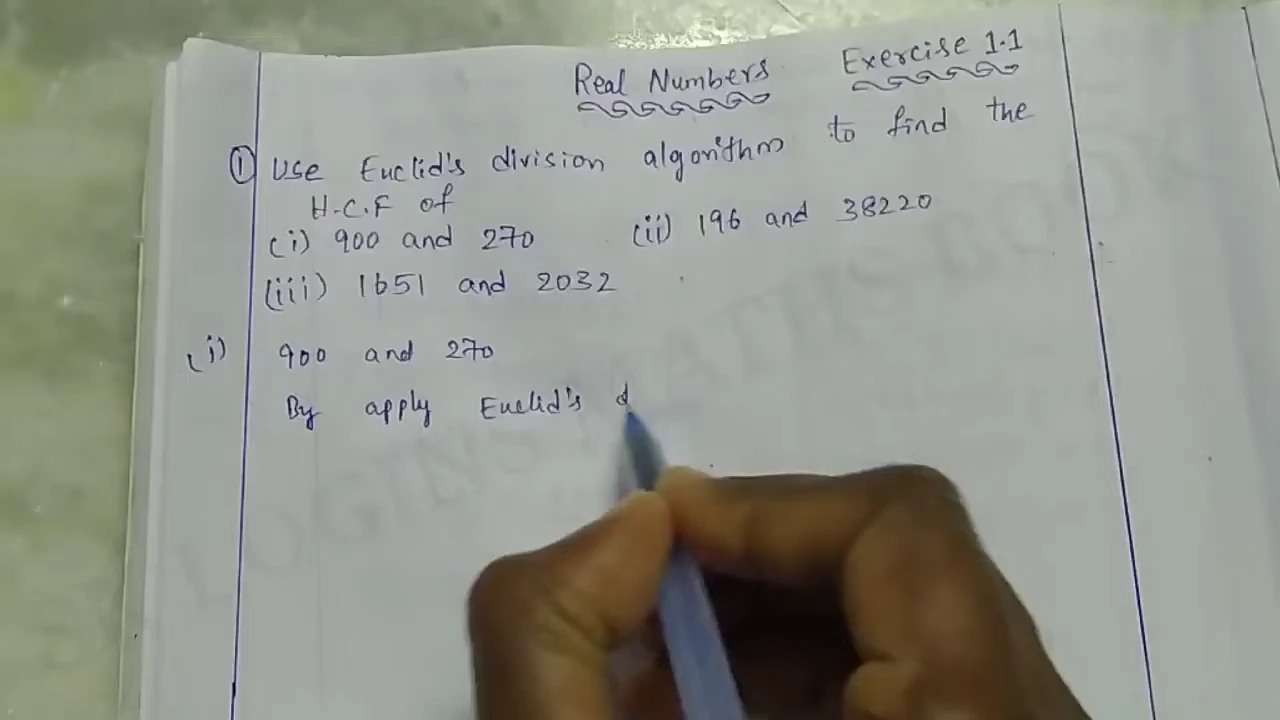 Real Numbers Exercise 1.1
① Use Euclid's division algorithm to find the
H.C.F of
(i) 900 and 270 (ii) 196 and 38220
(iii) 1651 and 2032
(i) 900 and 270
By apply Euclid's d